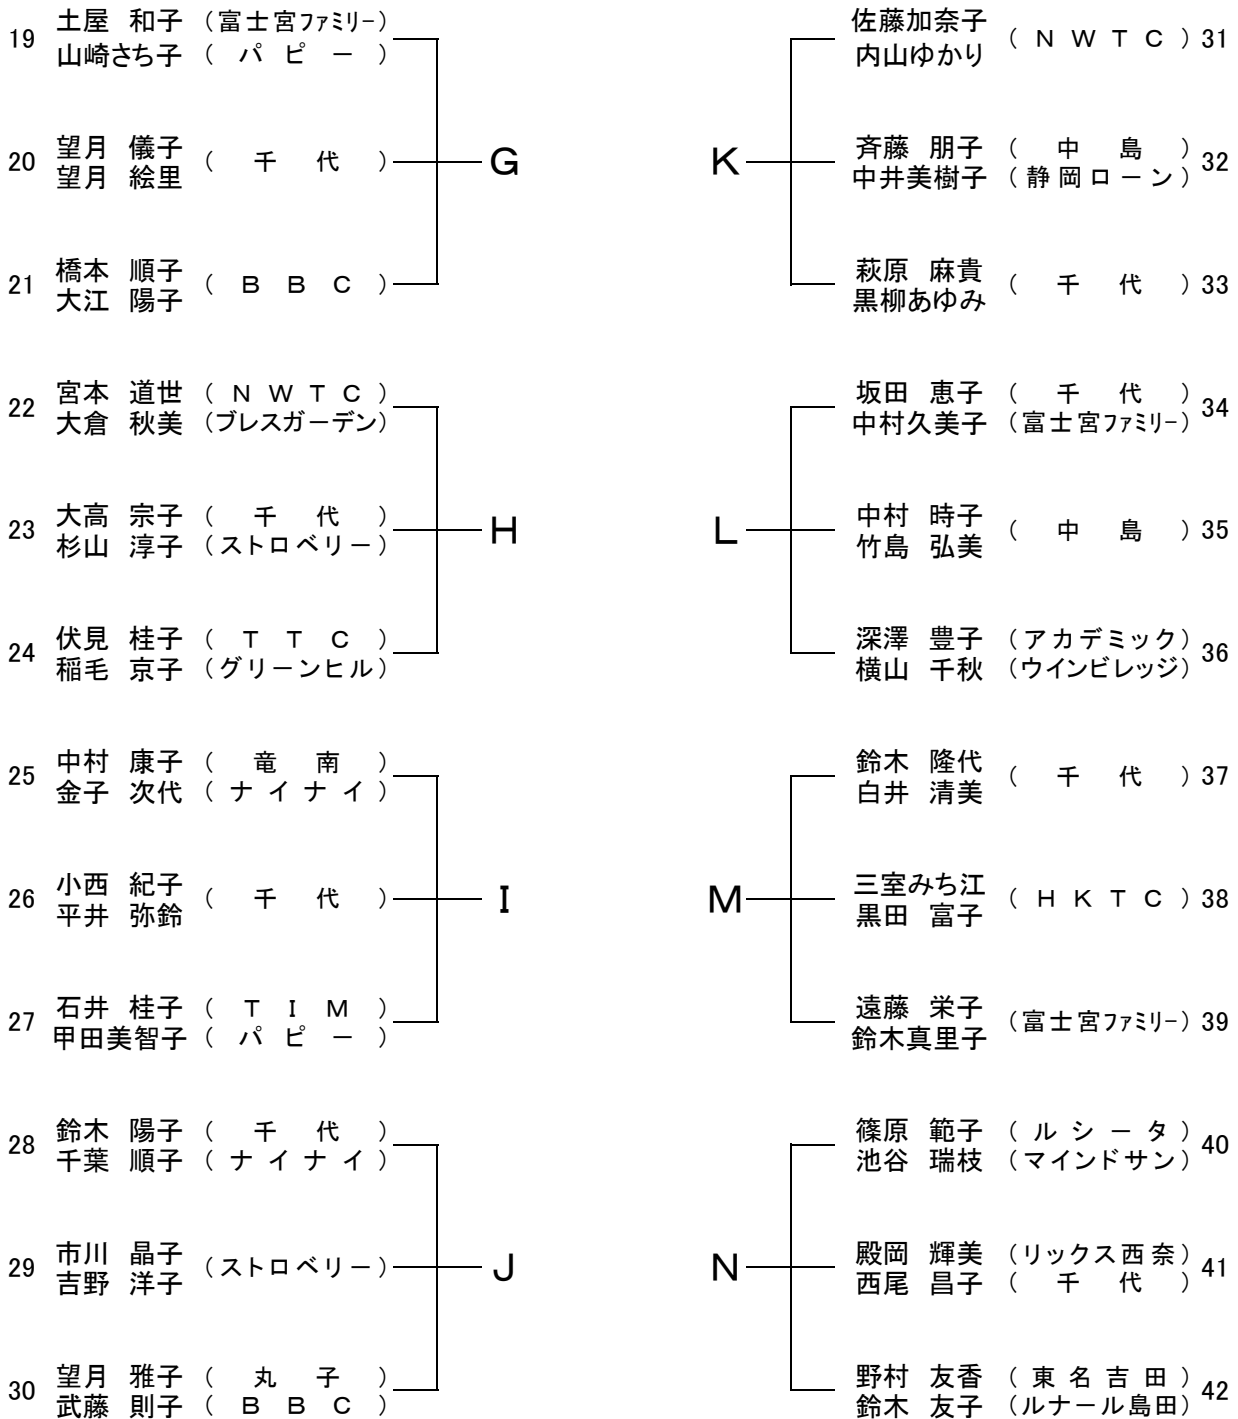 19 土屋 和子 (富士宮ファミリー)
山崎さち子 (パピー)
20 望月 儀子 (千代)
望月 絵里
G
21 橋本 順子 (BBC)
大江 陽子
22 宮本 道世 (NWTC)
大倉 秋美 (ブレスガーデン)
23 大高 宗子 (千代)
杉山 淳子 (ストロベリー)
H
24 伏見 桂子 (TTC)
稲毛 京子 (グリーンヒル)
25 中村 康子 (竜南)
金子 次代 (ナイナイ)
26 小西 紀子 (千代)
平井 弥鈴
I
27 石井 桂子 (TIM)
甲田美智子 (パピー)
28 鈴木 陽子 (千代)
千葉 順子 (ナイナイ)
29 市川 晶子 (ストロベリー)
吉野 洋子
J
30 望月 雅子 (丸子)
武藤 則子 (BBC)
佐藤加奈子 (NWTC) 31
内山ゆかり
K
斉藤 朋子 (中島) 32
中井美樹子 (静岡ローン)
萩原 麻貴 (千代) 33
黒柳あゆみ
坂田 恵子 (千代) 34
中村久美子 (富士宮ファミリー)
L
中村 時子 (中島) 35
竹島 弘美
深澤 豊子 (アカデミック) 36
横山 千秋 (ウインビレッジ)
鈴木 隆代 (千代) 37
白井 清美
M
三室みち江 (HKTC) 38
黒田 富子
遠藤 栄子 (富士宮ファミリー) 39
鈴木真里子
篠原 範子 (ルシータ) 40
池谷 瑞枝 (マインドサン)
N
殿岡 輝美 (リックス西奈) 41
西尾 昌子 (千代)
野村 友香 (東名吉田) 42
鈴木 友子 (ルナール島田)